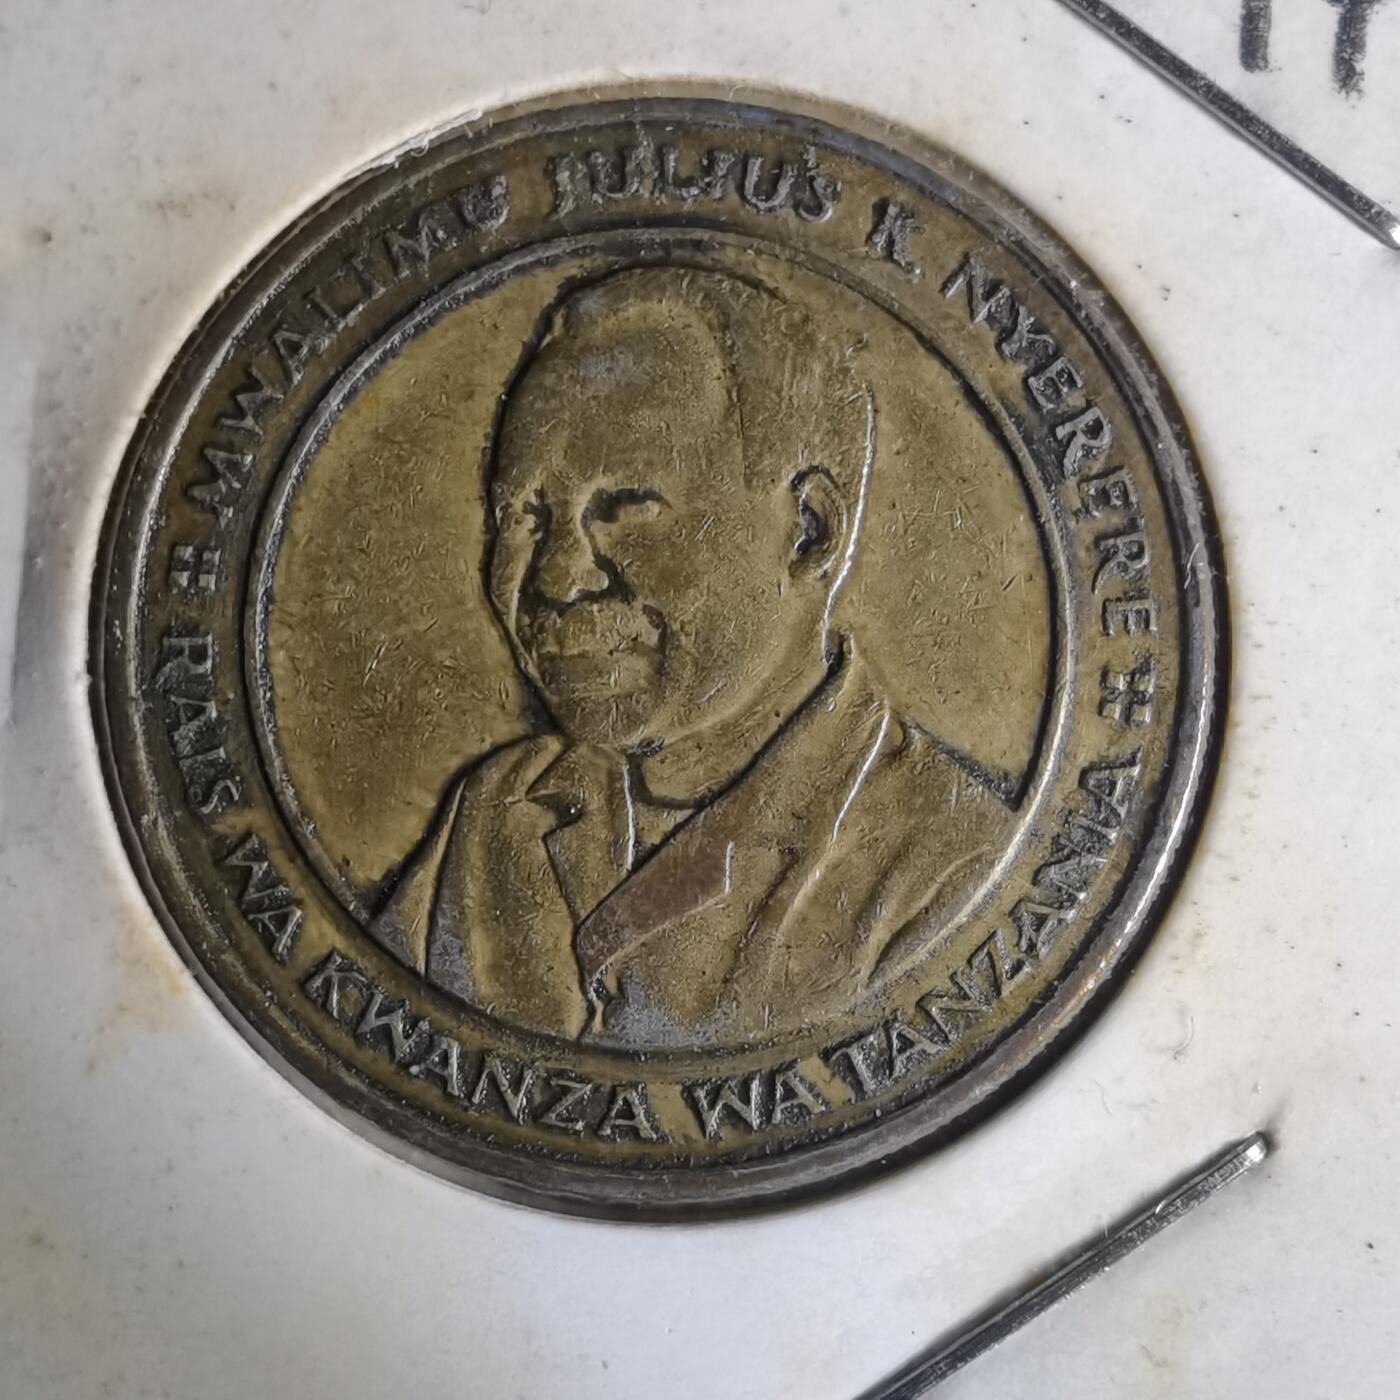 MWALIMU JULIUS K. NYERERE
RAIS WA KWANZA WA TANZANIA